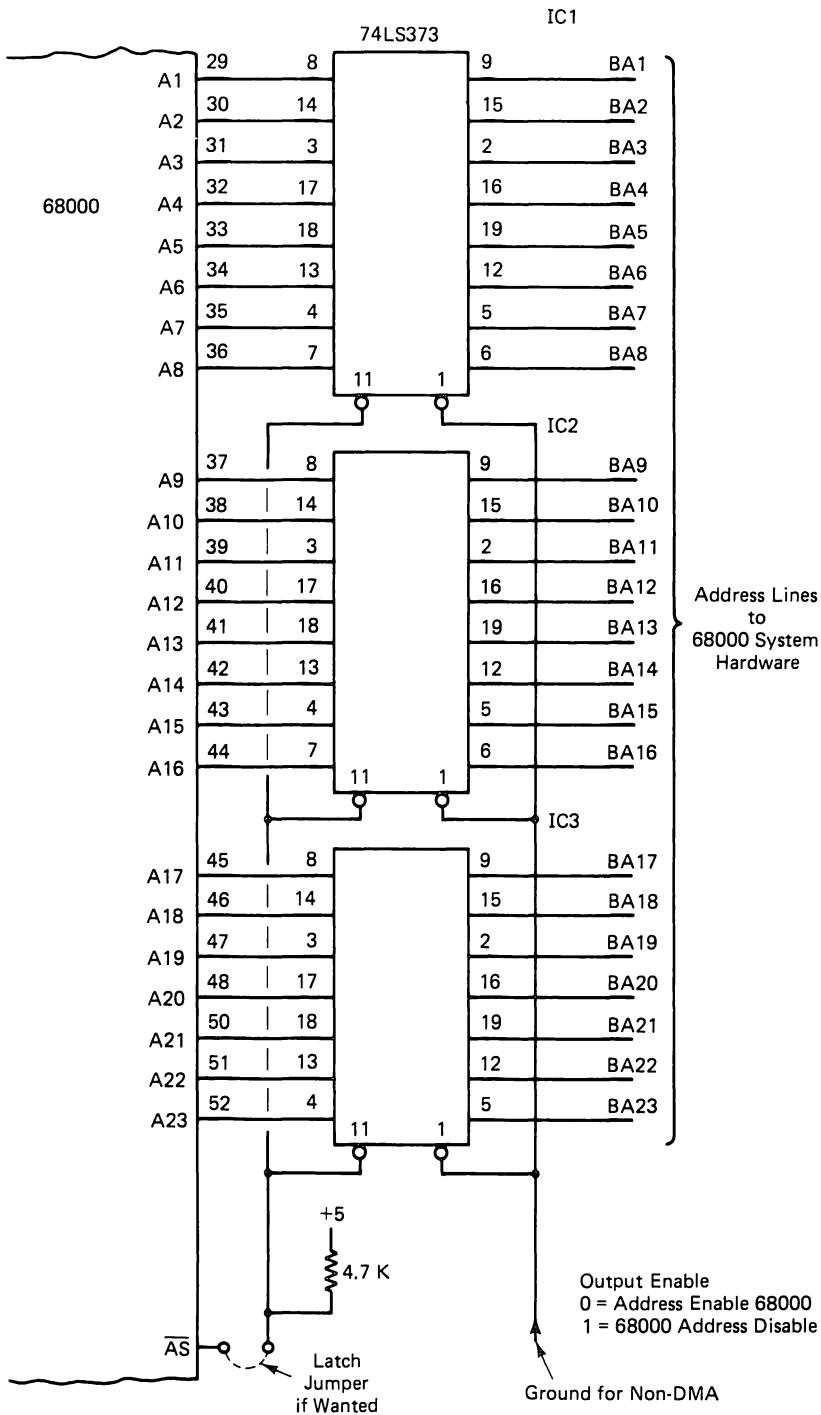 IC1
74LS373
A1 29 8 9 BA1
A2 30 14 15 BA2
A3 31 3 2 BA3
68000 A4 32 17 16 BA4
A5 33 18 19 BA5
A6 34 13 12 BA6
A7 35 4 5 BA7
A8 36 7 6 BA8
11 1
IC2
A9 37 8 9 BA9
A10 38 14 15 BA10
A11 39 3 2 BA11
A12 40 17 16 BA12
A13 41 18 19 BA13
A14 42 13 12 BA14
A15 43 4 5 BA15
A16 44 7 6 BA16
11 1
Address Lines
to
68000 System
Hardware
IC3
A17 45 8 9 BA17
A18 46 14 15 BA18
A19 47 3 2 BA19
A20 48 17 16 BA20
A21 50 18 19 BA21
A22 51 13 12 BA22
A23 52 4 5 BA23
11 1
+5
4.7 K
AS
Latch
Jumper
if Wanted
Output Enable
0 = Address Enable 68000
1 = 68000 Address Disable
Ground for Non-DMA